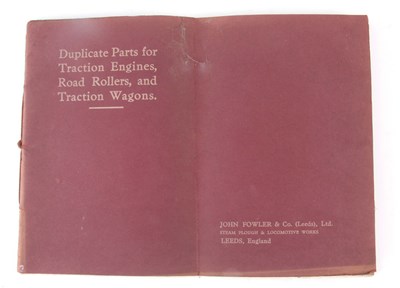 Duplicate Parts for
Traction Engines,
Road Rollers, and
Traction Wagons.
JOHN FOWLER & Co. (Leeds), Ltd.
STEAM PLOUGH & LOCOMOTIVE WORKS
LEEDS, England